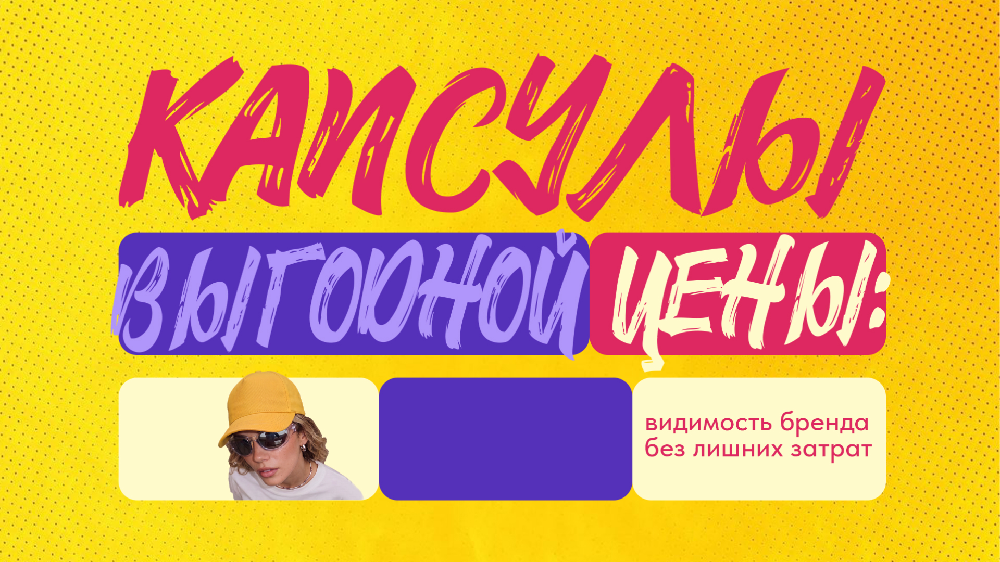 КАПСУЛЫ
ВЫГОДНОЙ ЦЕНЫ:
видимость бренда
без лишних затрат